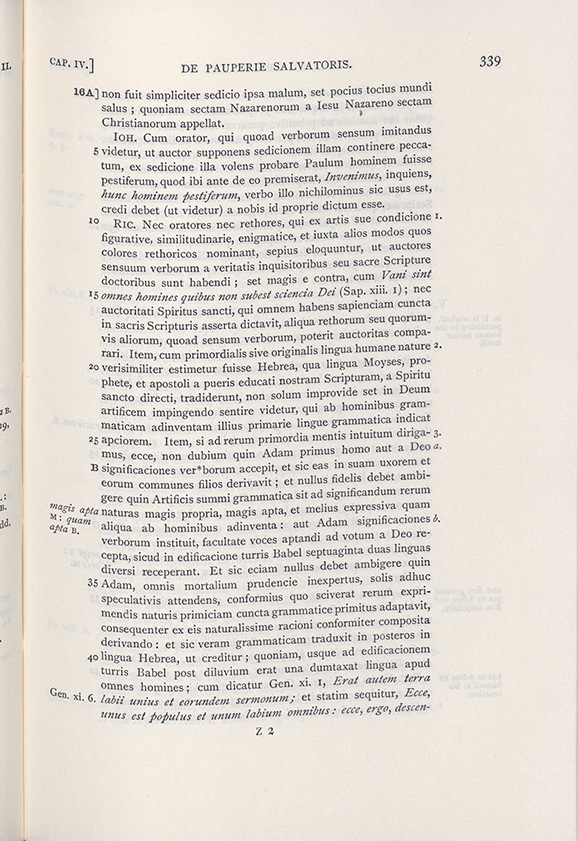 CAP. IV.] DE PAUPERIE SALVATORIS. 339
16A] non fuit simpliciter sedicio ipsa malum, set pocius tocius mundi
salus ; quoniam sectam Nazarenorum a Iesu Nazareno sectam
Christianorum appellat.
IOH. Cum orator, qui quoad verborum sensum imitandus
5 videtur, ut auctor supponens sedicionem illam continere pecca-
tum, ex sedicione illa volens probare Paulum hominem fuisse
pestiferum, quod ibi ante de eo premiserat, Invenimus, inquiens,
hunc hominem pestiferum, verbo illo nichilominus sic usus est,
credi debet (ut videtur) a nobis id proprie dictum esse.
10 RIC. Nec oratores nec rethores, qui ex artis sue condicione 1.
figurative, similitudinarie, enigmatice, et iuxta alios modos quos
colores rethoricos nominant, sepius eloquuntur, ut auctores
sensuum verborum a veritatis inquisitoribus seu sacre Scripture
doctoribus sunt habendi ; set magis e contra, cum Vani sint
15 omnes homines quibus non subest sciencia Dei (Sap. xiii. 1) ; nec
auctoritati Spiritus sancti, qui omnem habens sapienciam cuncta
in sacris Scripturis asserta dictavit, aliqua rethorum seu quorum-
vis aliorum, quoad sensum verborum, poterit auctoritas compa-
rari. Item, cum primordialis sive originalis lingua humane nature 2.
20 verisimiliter estimetur fuisse Hebrea, qua lingua Moyses, pro-
phete, et apostoli a pueris educati nostram Scripturam, a Spiritu
sancto directi, tradiderunt, non solum improvide set in Deum
artificem impingendo sentire videtur, qui ab hominibus gram-
maticam adinventam illius primarie lingue grammatica indicat
25 apciorem. Item, si ad rerum primordia mentis intuitum diriga- 3.
mus, ecce, non dubium quin Adam primus homo aut a Deo a.
B significaciones ver*borum accepit, et sic eas in suam uxorem et
eorum communes filios derivavit ; et nullus fidelis debet ambi-
gere quin Artificis summi grammatica sit ad significandum rerum
magis apta M : quam apta B.
naturas magis propria, magis apta, et melius expressiva quam
aliqua ab hominibus adinventa : aut Adam significaciones b.
verborum instituit, facultate voces aptandi ad votum a Deo re-
cepta, sicud in edificacione turris Babel septuaginta duas linguas
diversi receperant. Et sic eciam nullus debet ambigere quin
35 Adam, omnis mortalium prudencie inexpertus, solis adhuc
speculativis attendens, conformius quo sciverat rerum expri-
mendis naturis primiciam cuncta grammatice primitus adaptavit,
consequenter ex eis naturalissime racioni conformiter composita
derivando : et sic veram grammaticam traduxit in posteros in
40 lingua Hebrea, ut creditur ; quoniam, usque ad edificacionem
turris Babel post diluvium erat una dumtaxat lingua apud
omnes homines ; cum dicatur Gen. xi. 1, Erat autem terra
Gen. xi. 6. labii unius et eorundem sermonum ; et statim sequitur, Ecce,
unus est populus et unum labium omnibus : ecce, ergo, descen-
Z 2